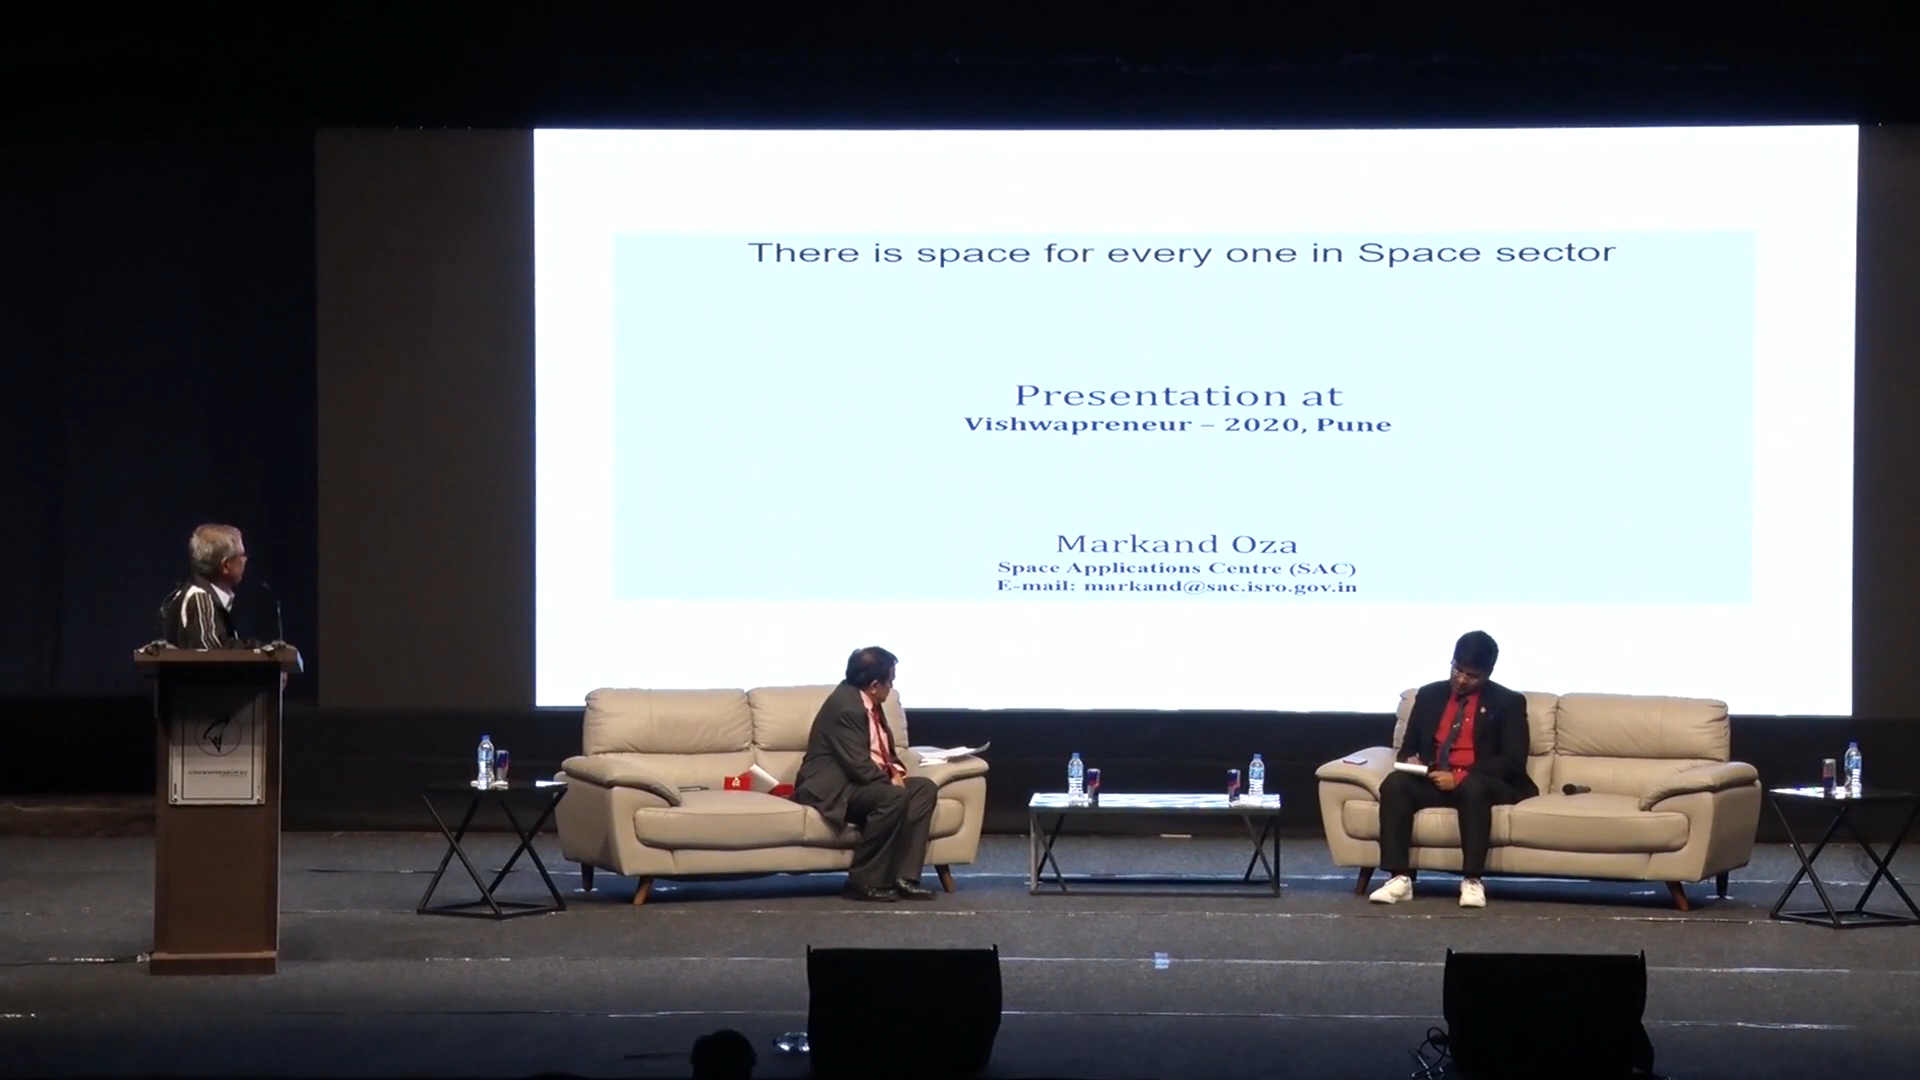 There is space for every one in Space sector
Presentation at
Vishwapreneur – 2020, Pune
Markand Oza
Space Applications Centre (SAC)
E-mail: markand@sac.isro.gov.in